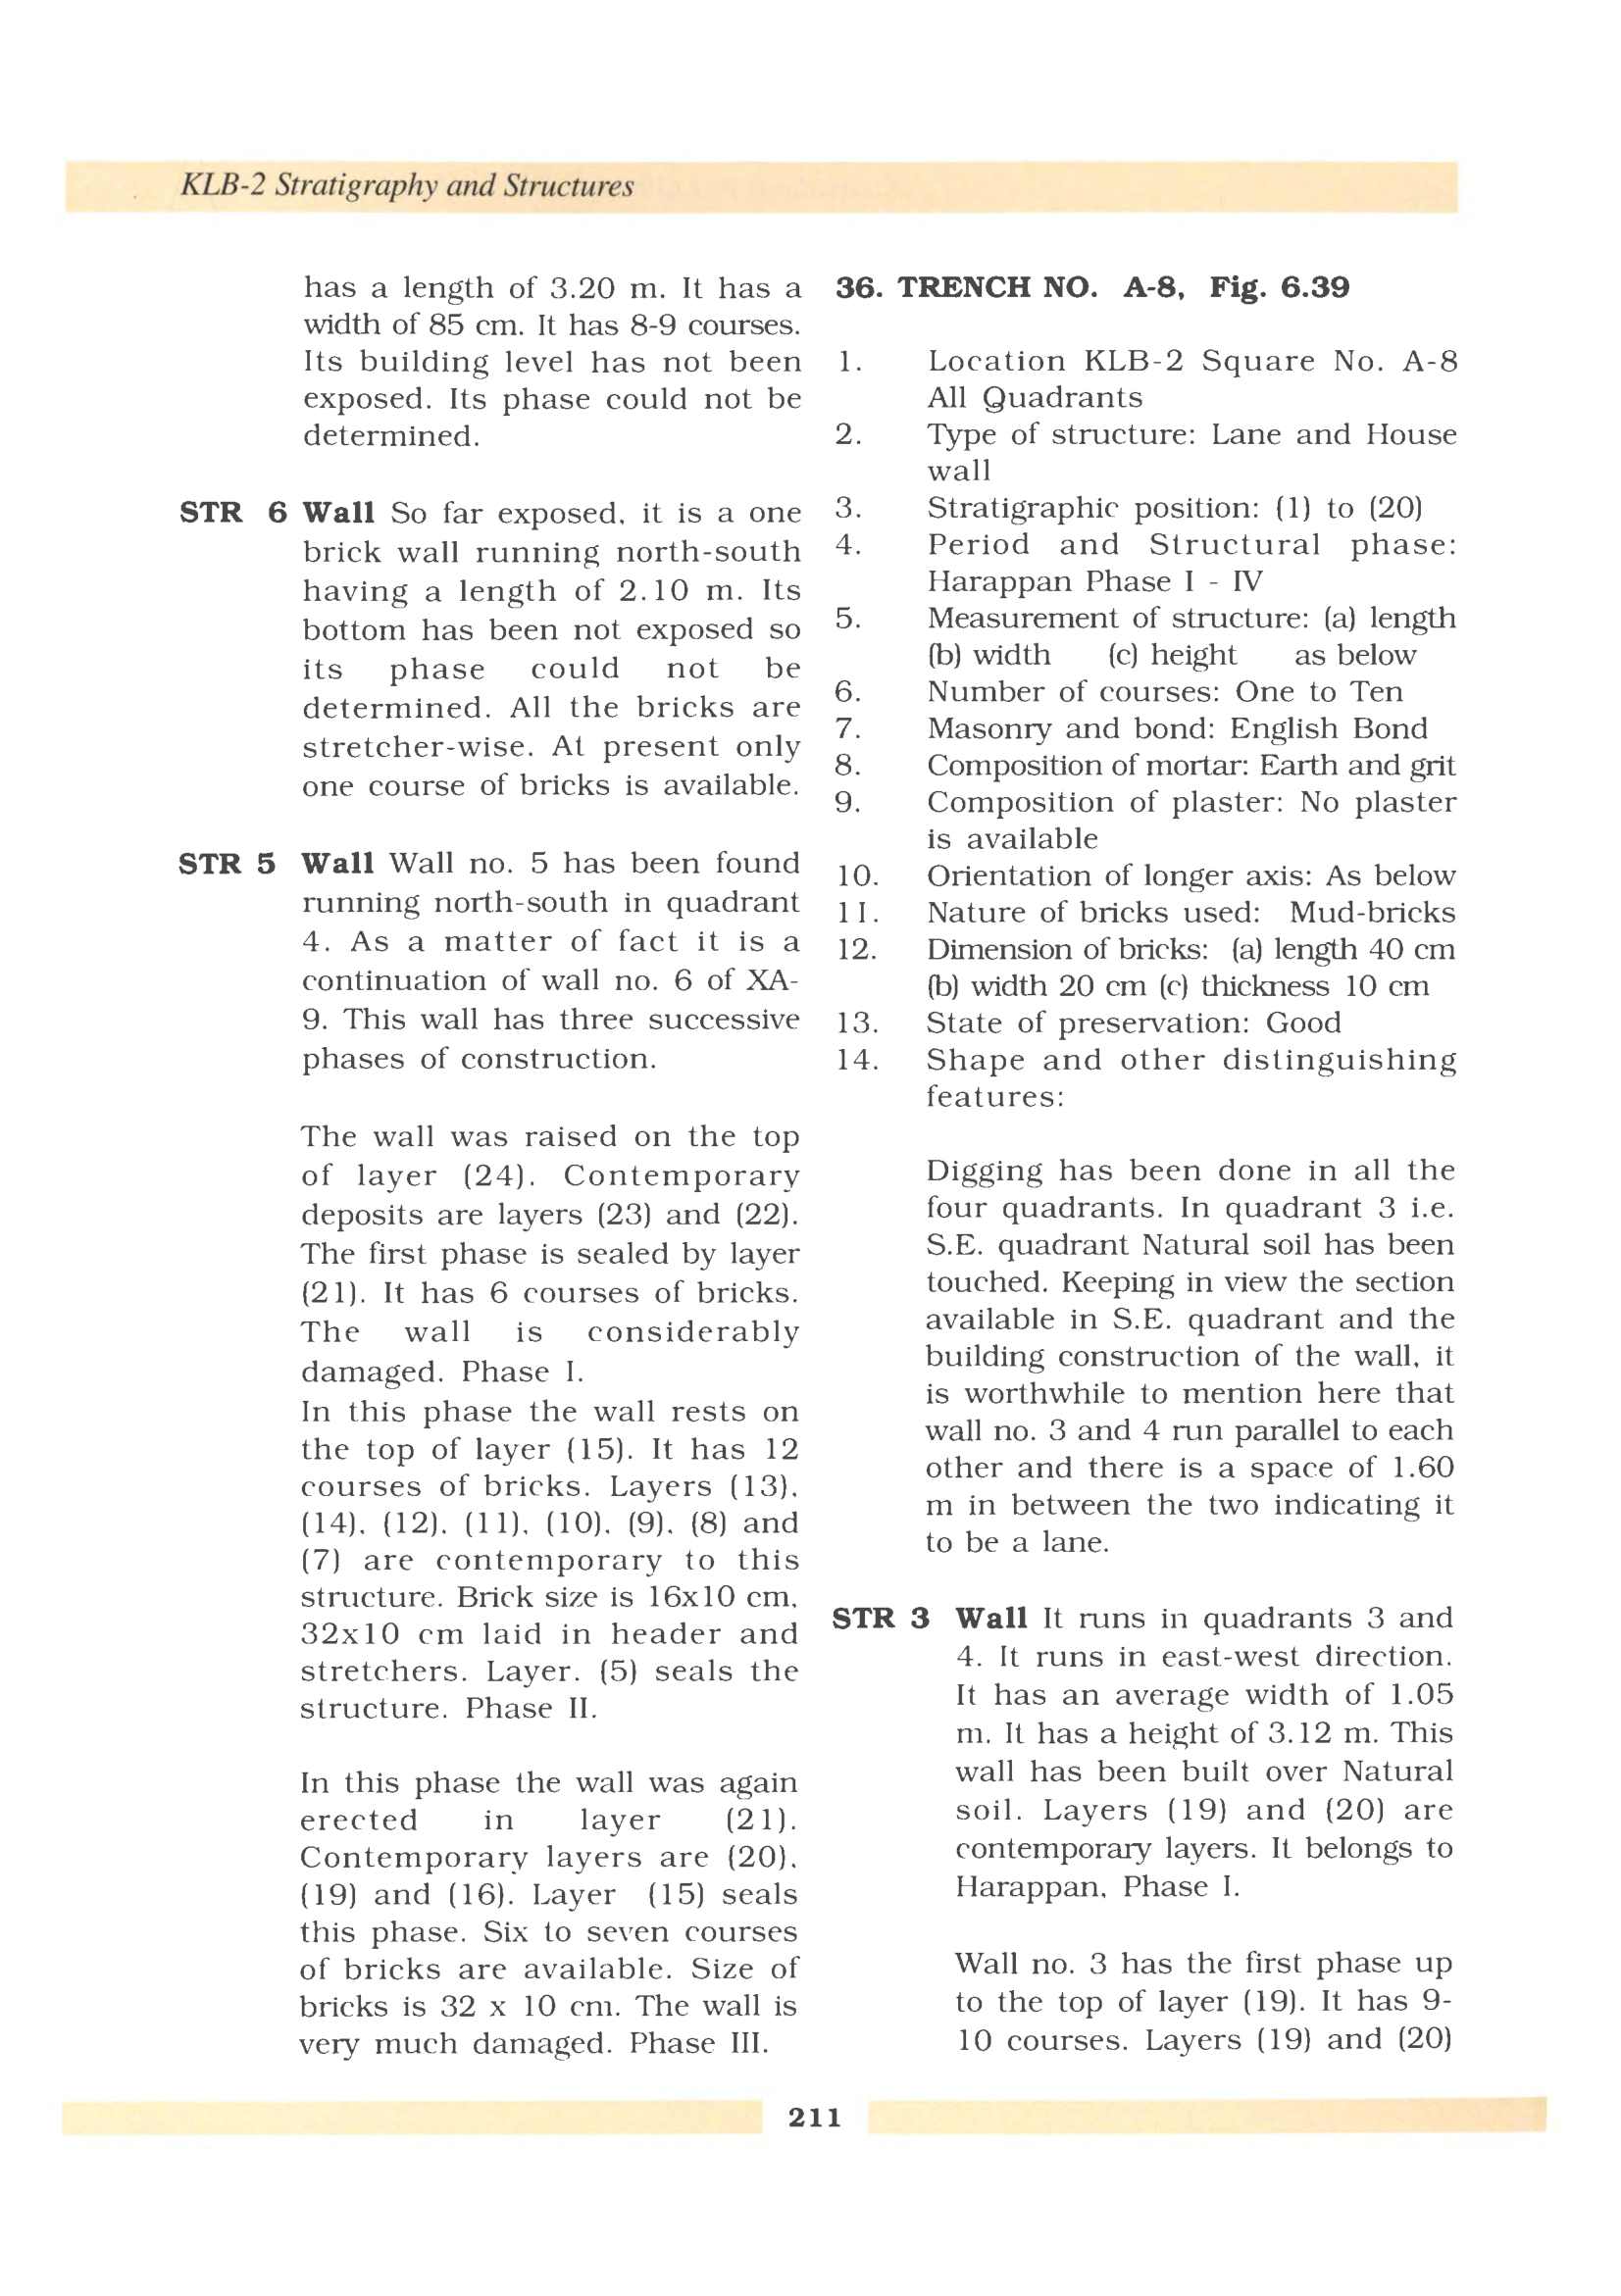 KLB-2 Stratigraphy and Structures
has a length of 3.20 m. It has a
width of 85 cm. It has 8-9 courses.
Its building level has not been
exposed. Its phase could not be
determined.
STR 6 Wall So far exposed, it is a one
brick wall running north-south
having a length of 2.10 m. Its
bottom has been not exposed so
its phase could not be
determined. All the bricks are
stretcher-wise. At present only
one course of bricks is available.
STR 5 Wall Wall no. 5 has been found
running north-south in quadrant
4. As a matter of fact it is a
continuation of wall no. 6 of XA-
9. This wall has three successive
phases of construction.
The wall was raised on the top
of layer (24). Contemporary
deposits are layers (23) and (22).
The first phase is sealed by layer
(21). It has 6 courses of bricks.
The wall is considerably
damaged. Phase I.
In this phase the wall rests on
the top of layer (15). It has 12
courses of bricks. Layers (13),
(14), (12), (11), (10), (9), (8) and
(7) are contemporary to this
structure. Brick size is 16x10 cm,
32x10 cm laid in header and
stretchers. Layer. (5) seals the
structure. Phase II.
In this phase the wall was again
erected in layer (21).
Contemporary layers are (20),
(19) and (16). Layer (15) seals
this phase. Six to seven courses
of bricks are available. Size of
bricks is 32 x 10 cm. The wall is
very much damaged. Phase III.
36. TRENCH NO. A-8, Fig. 6.39
1. Location KLB-2 Square No. A-8
All Quadrants
2. Type of structure: Lane and House
wall
3. Stratigraphic position: (1) to (20)
4. Period and Structural phase:
Harappan Phase I - IV
5. Measurement of structure: (a) length
(b) width (c) height as below
6. Number of courses: One to Ten
7. Masonry and bond: English Bond
8. Composition of mortar: Earth and grit
9. Composition of plaster: No plaster
is available
10. Orientation of longer axis: As below
11. Nature of bricks used: Mud-bricks
12. Dimension of bricks: (a) length 40 cm
(b) width 20 cm (c) thickness 10 cm
13. State of preservation: Good
14. Shape and other distinguishing
features:
Digging has been done in all the
four quadrants. In quadrant 3 i.e.
S.E. quadrant Natural soil has been
touched. Keeping in view the section
available in S.E. quadrant and the
building construction of the wall, it
is worthwhile to mention here that
wall no. 3 and 4 run parallel to each
other and there is a space of 1.60
m in between the two indicating it
to be a lane.
STR 3 Wall It runs in quadrants 3 and
4. It runs in east-west direction.
It has an average width of 1.05
m. It has a height of 3.12 m. This
wall has been built over Natural
soil. Layers (19) and (20) are
contemporary layers. It belongs to
Harappan, Phase I.
Wall no. 3 has the first phase up
to the top of layer (19). It has 9-
10 courses. Layers (19) and (20)
211